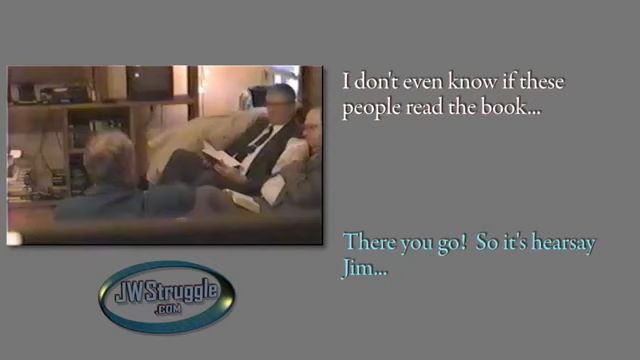 I don't even know if these
people read the book...
There you go!  So it's hearsay
Jim...
JWStruggle
.COM